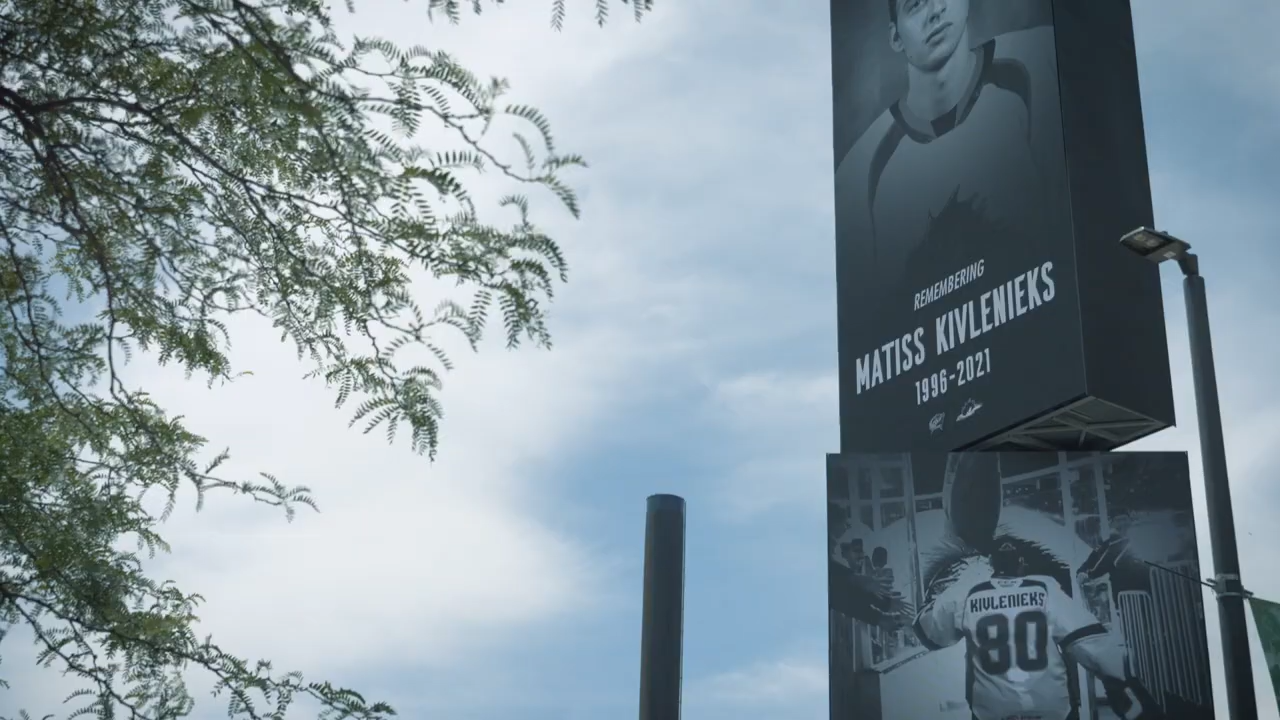 REMEMBERING
MATISS KIVLENIEKS
1996-2021
KIVLENIEKS
80